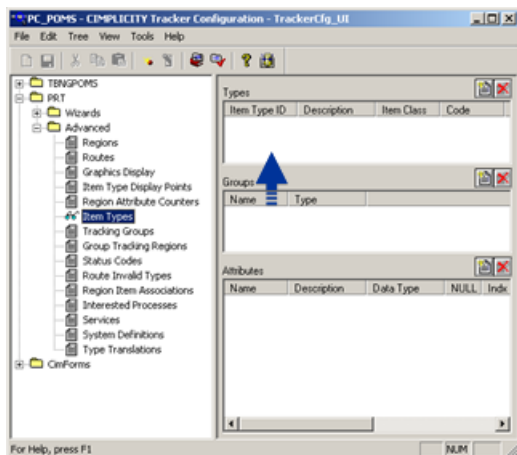 PC_POMS - CIMPLICITY Tracker Configuration - TrackerCfg_UI
File Edit Tree View Tools Help
TBNGPOMS
PRT
Wizards
Advanced
Regions
Routes
Graphics Display
Item Type Display Points
Region Attribute Counters
Item Types
Tracking Groups
Group Tracking Regions
Status Codes
Route Invalid Types
Region Item Associations
Interested Processes
Services
System Definitions
Type Translations
CimForms
Types
Item Type ID Description Item Class Code
Groups
Name Type
Attributes
Name Description Data Type NULL Inde
For Help, press F1 NUM